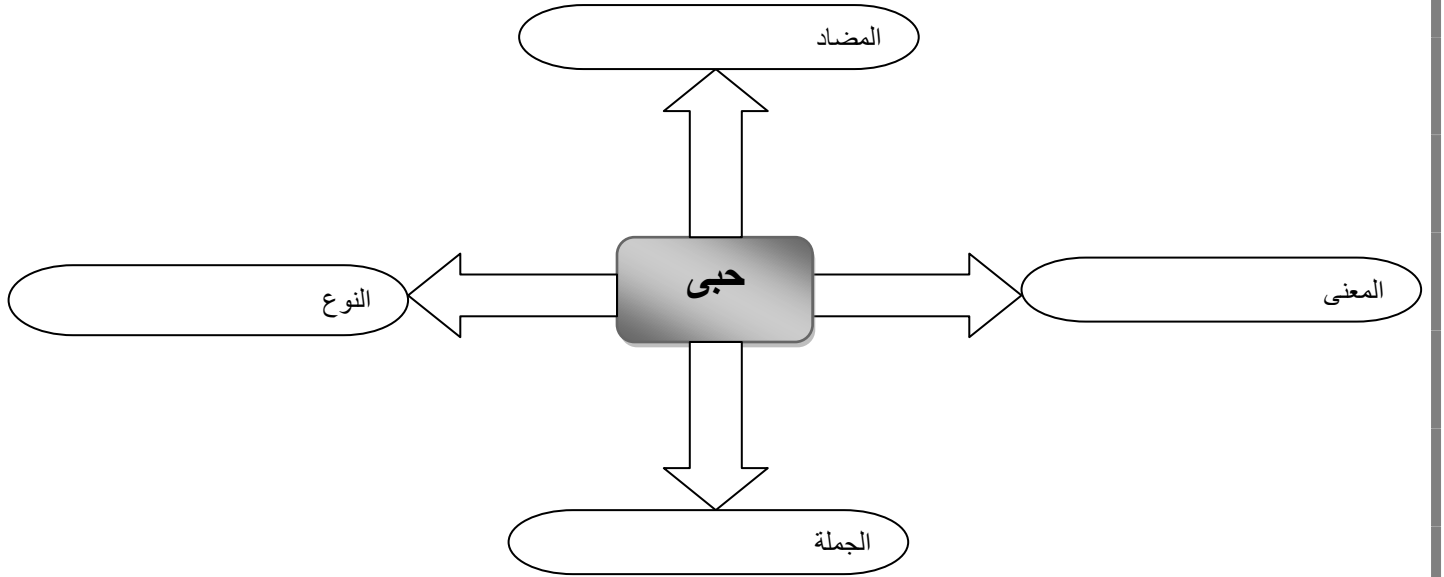 المضاد
حبى
المعنى
النوع
الجملة